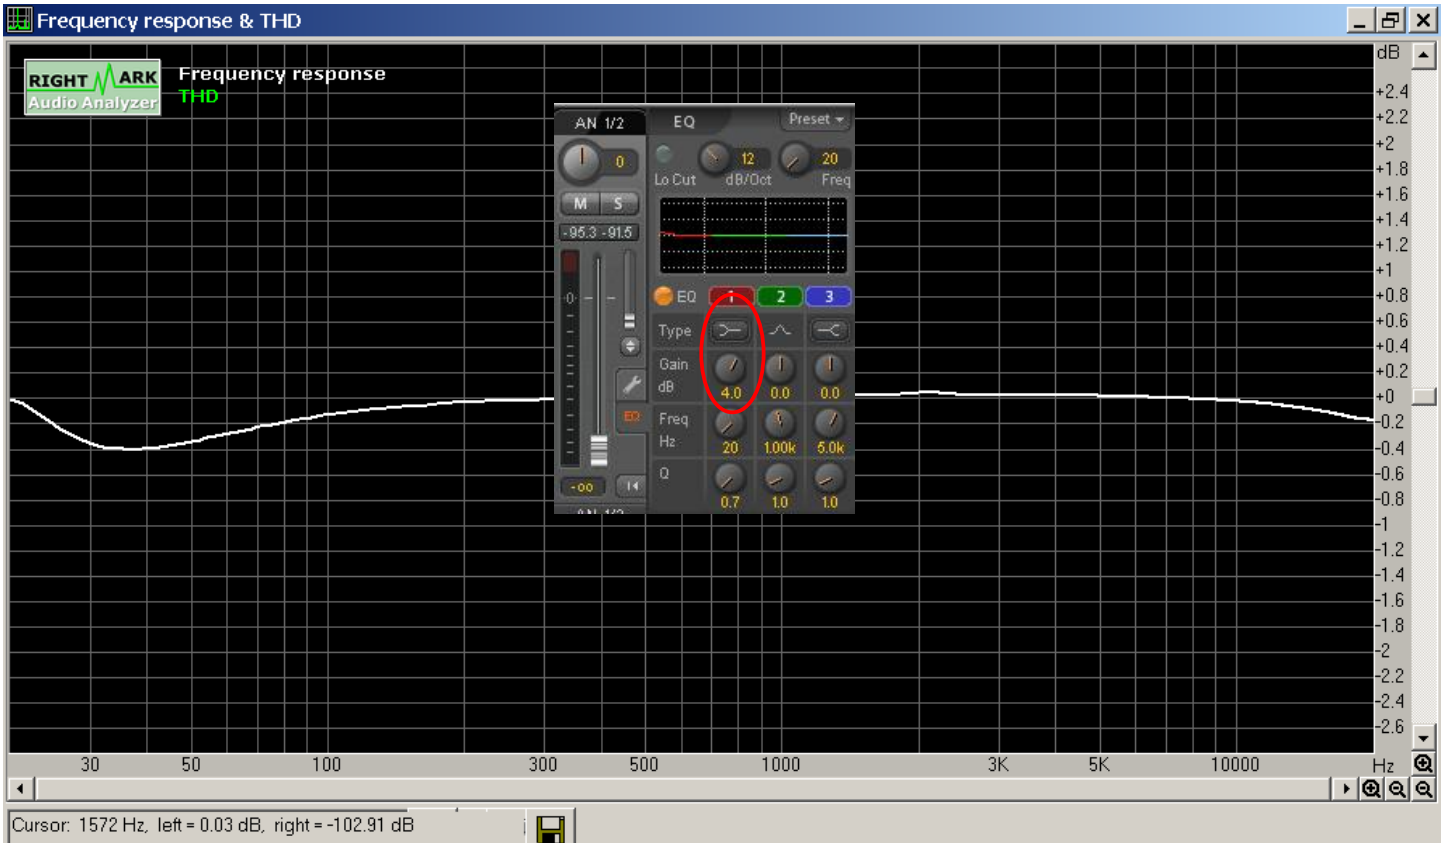 Frequency response & THD
RIGHT MARK
Audio Analyzer
Frequency response
THD
dB
+2.4
+2.2
+2
+1.8
+1.6
+1.4
+1.2
+1
+0.8
+0.6
+0.4
+0.2
+0
-0.2
-0.4
-0.6
-0.8
-1
-1.2
-1.4
-1.6
-1.8
-2
-2.2
-2.4
-2.6
AN 1/2 EQ Preset
0 12 20
Lo Cut dB/Oct Freq
M S
-95.3 -91.5
-0-
EQ 1 2 3
Type
Gain
dB 4.0 0.0 0.0
EQ
Freq
Hz 20 1.00k 5.0k
Q
-oo
0.7 1.0 1.0
30 50 100 300 500 1000 3K 5K 10000 Hz
Cursor: 1572 Hz, left = 0.03 dB, right = -102.91 dB